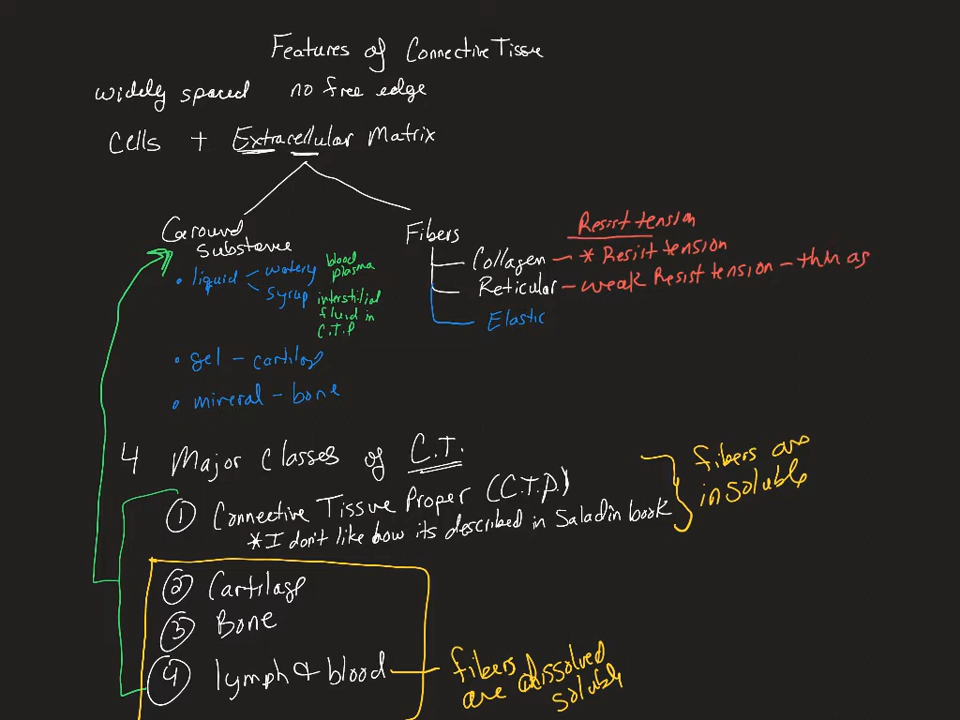 Features of Connective Tissue
widely spaced no free edge
Cells + Extracellular Matrix
Ground
Substance
• liquid - watery blood plasma
- syrup interstitial fluid in C.T.P
• gel - cartilag
• mineral - bone
Fibers
Resist tension
Collagen - * Resist tension
Reticular - weak Resist tension - thin as
Elastic
4 Major Classes of C.T.
① Connective Tissue Proper (C.T.P.)
* I don't like how its described in Saladin book
fibers are
insoluble
② Cartilage
③ Bone
④ lymph & blood
fibers
are dissolved
soluble